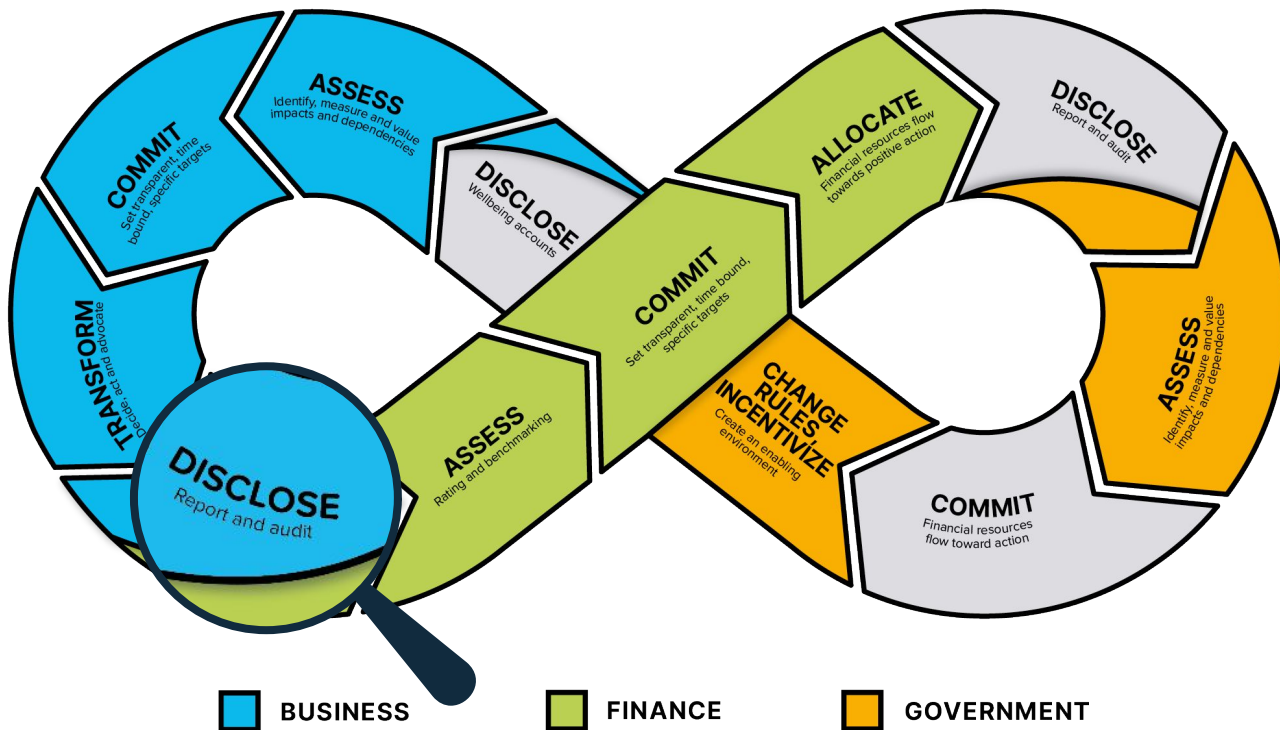 ASSESS
Identify, measure and value
impacts and dependencies
COMMIT
Set transparent, time
bound, specific targets
TRANSFORM
Decide, act and advocate
DISCLOSE
Report and audit
ASSESS
Rating and benchmarking
COMMIT
Set transparent, time bound,
specific targets
ALLOCATE
Financial resources flow
towards positive action
DISCLOSE
Report and audit
ASSESS
Identify, measure and value
impacts and dependencies
COMMIT
Financial resources
flow toward action
CHANGE
RULES,
INCENTIVIZE
Create an enabling
environment
DISCLOSE
Wellbeing accounts
BUSINESS
FINANCE
GOVERNMENT